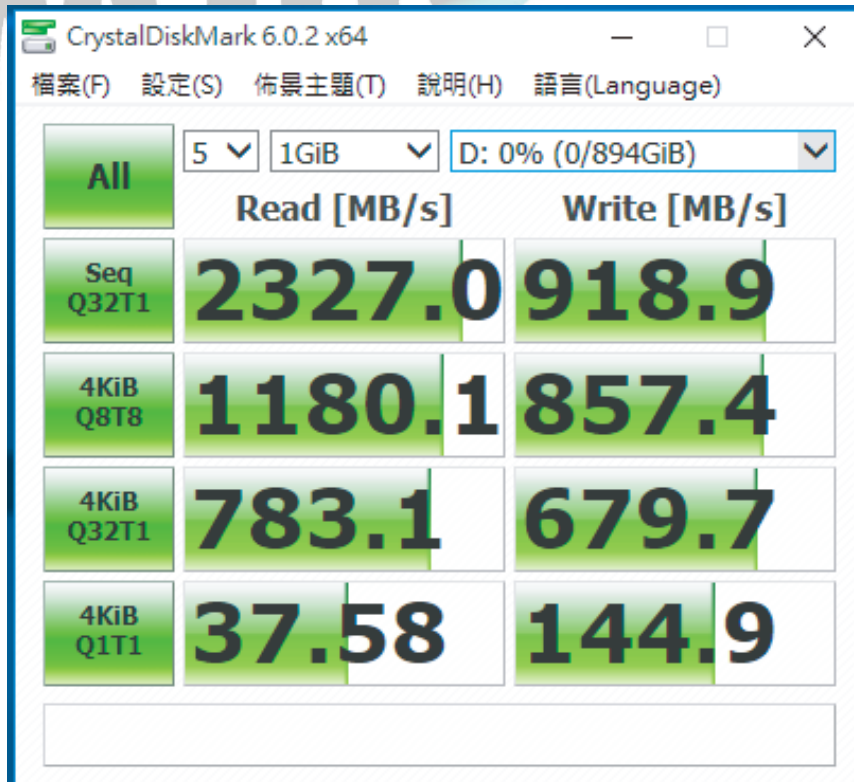 CrystalDiskMark 6.0.2 x64
檔案(F) 設定(S) 佈景主題(T) 說明(H) 語言(Language)
All 5 1GiB D: 0% (0/894GiB)
Read [MB/s] Write [MB/s]
Seq
Q32T1 2327.0 918.9
4KiB
Q8T8 1180.1 857.4
4KiB
Q32T1 783.1 679.7
4KiB
Q1T1 37.58 144.9